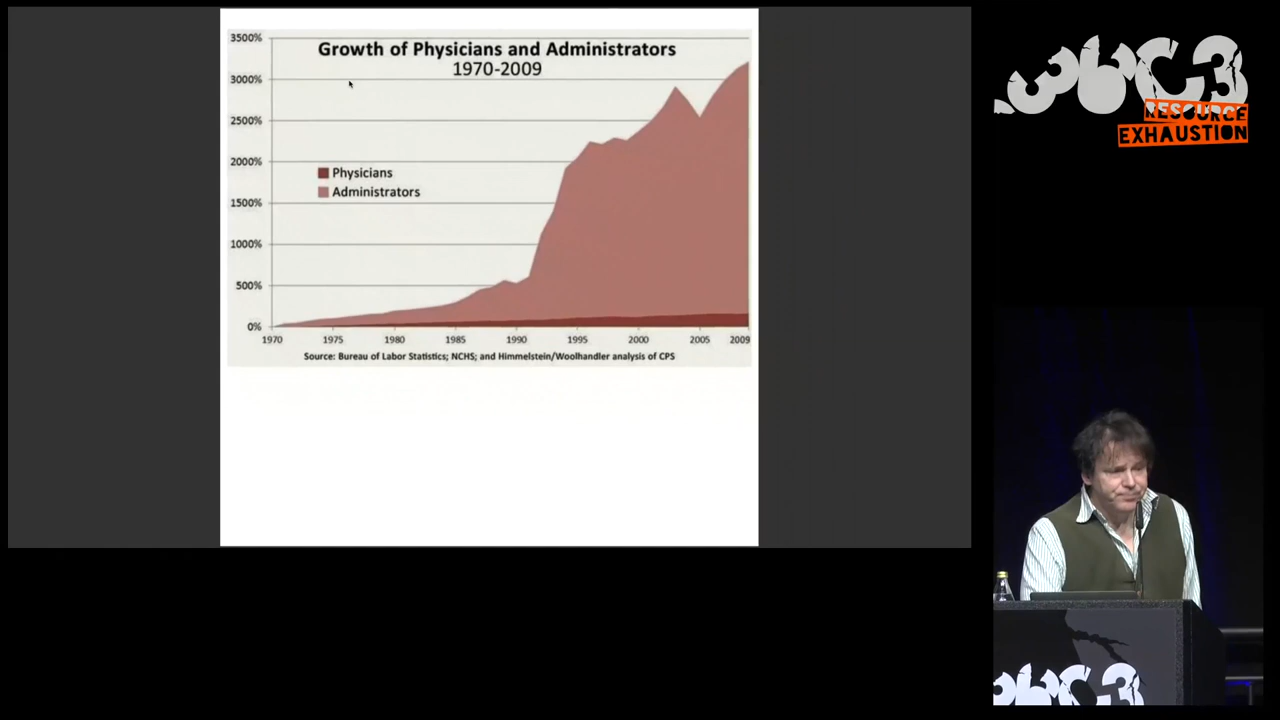 Growth of Physicians and Administrators
1970-2009
3500%
3000%
2500%
2000%
1500%
1000%
500%
0%
Physicians
Administrators
1970 1975 1980 1985 1990 1995 2000 2005 2009
Source: Bureau of Labor Statistics; NCHS; and Himmelstein/Woolhandler analysis of CPS
36C3
RESOURCE
EXHAUSTION
36C3